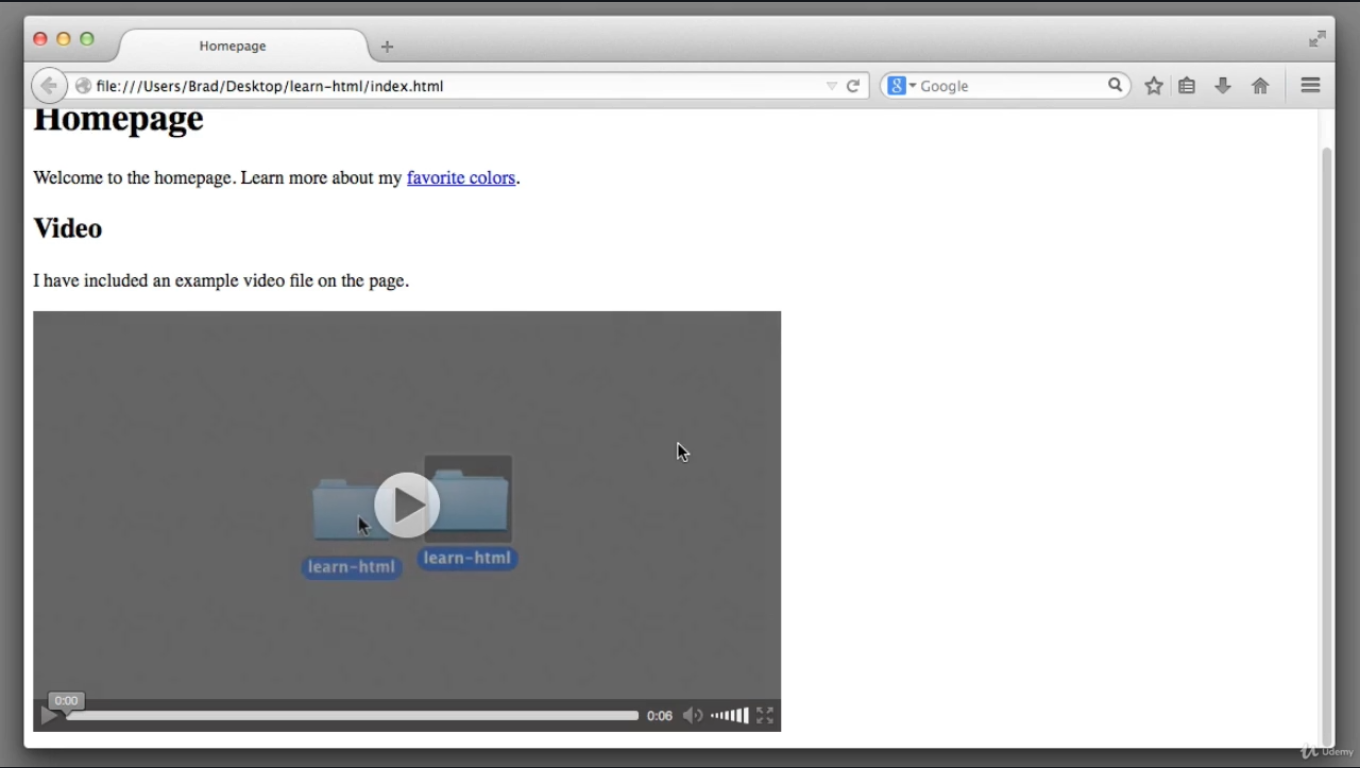 Homepage
file:///Users/Brad/Desktop/learn-html/index.html
Google
Homepage
Welcome to the homepage. Learn more about my favorite colors.
Video
I have included an example video file on the page.
learn-html
learn-html
0:00
0:06
Udemy